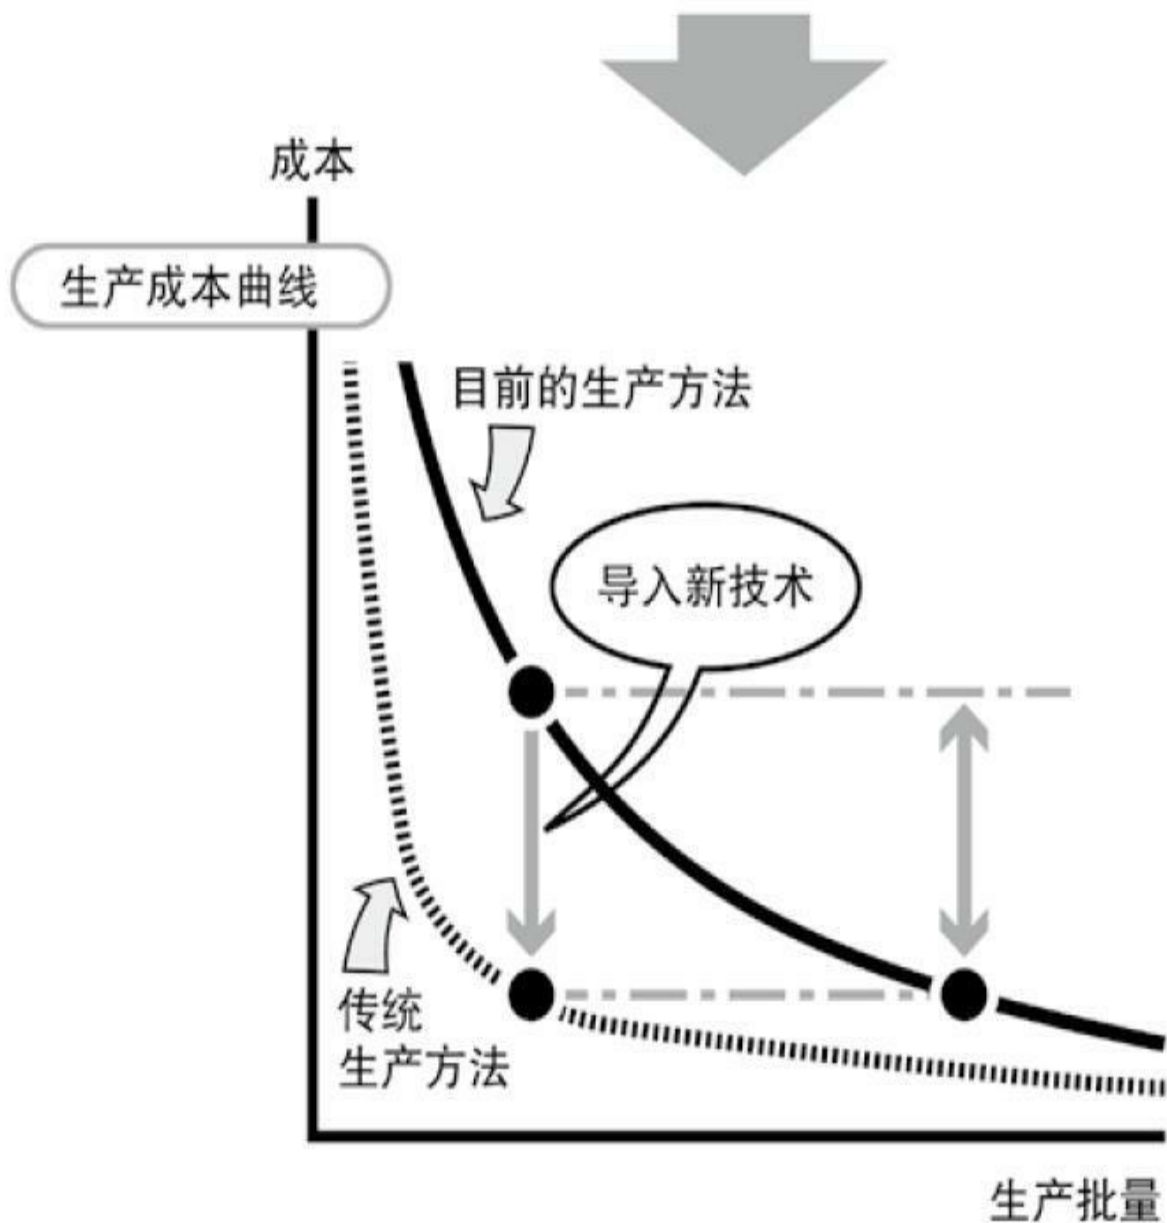 成本
生产成本曲线
目前的生产方法
导入新技术
传统
生产方法
生产批量